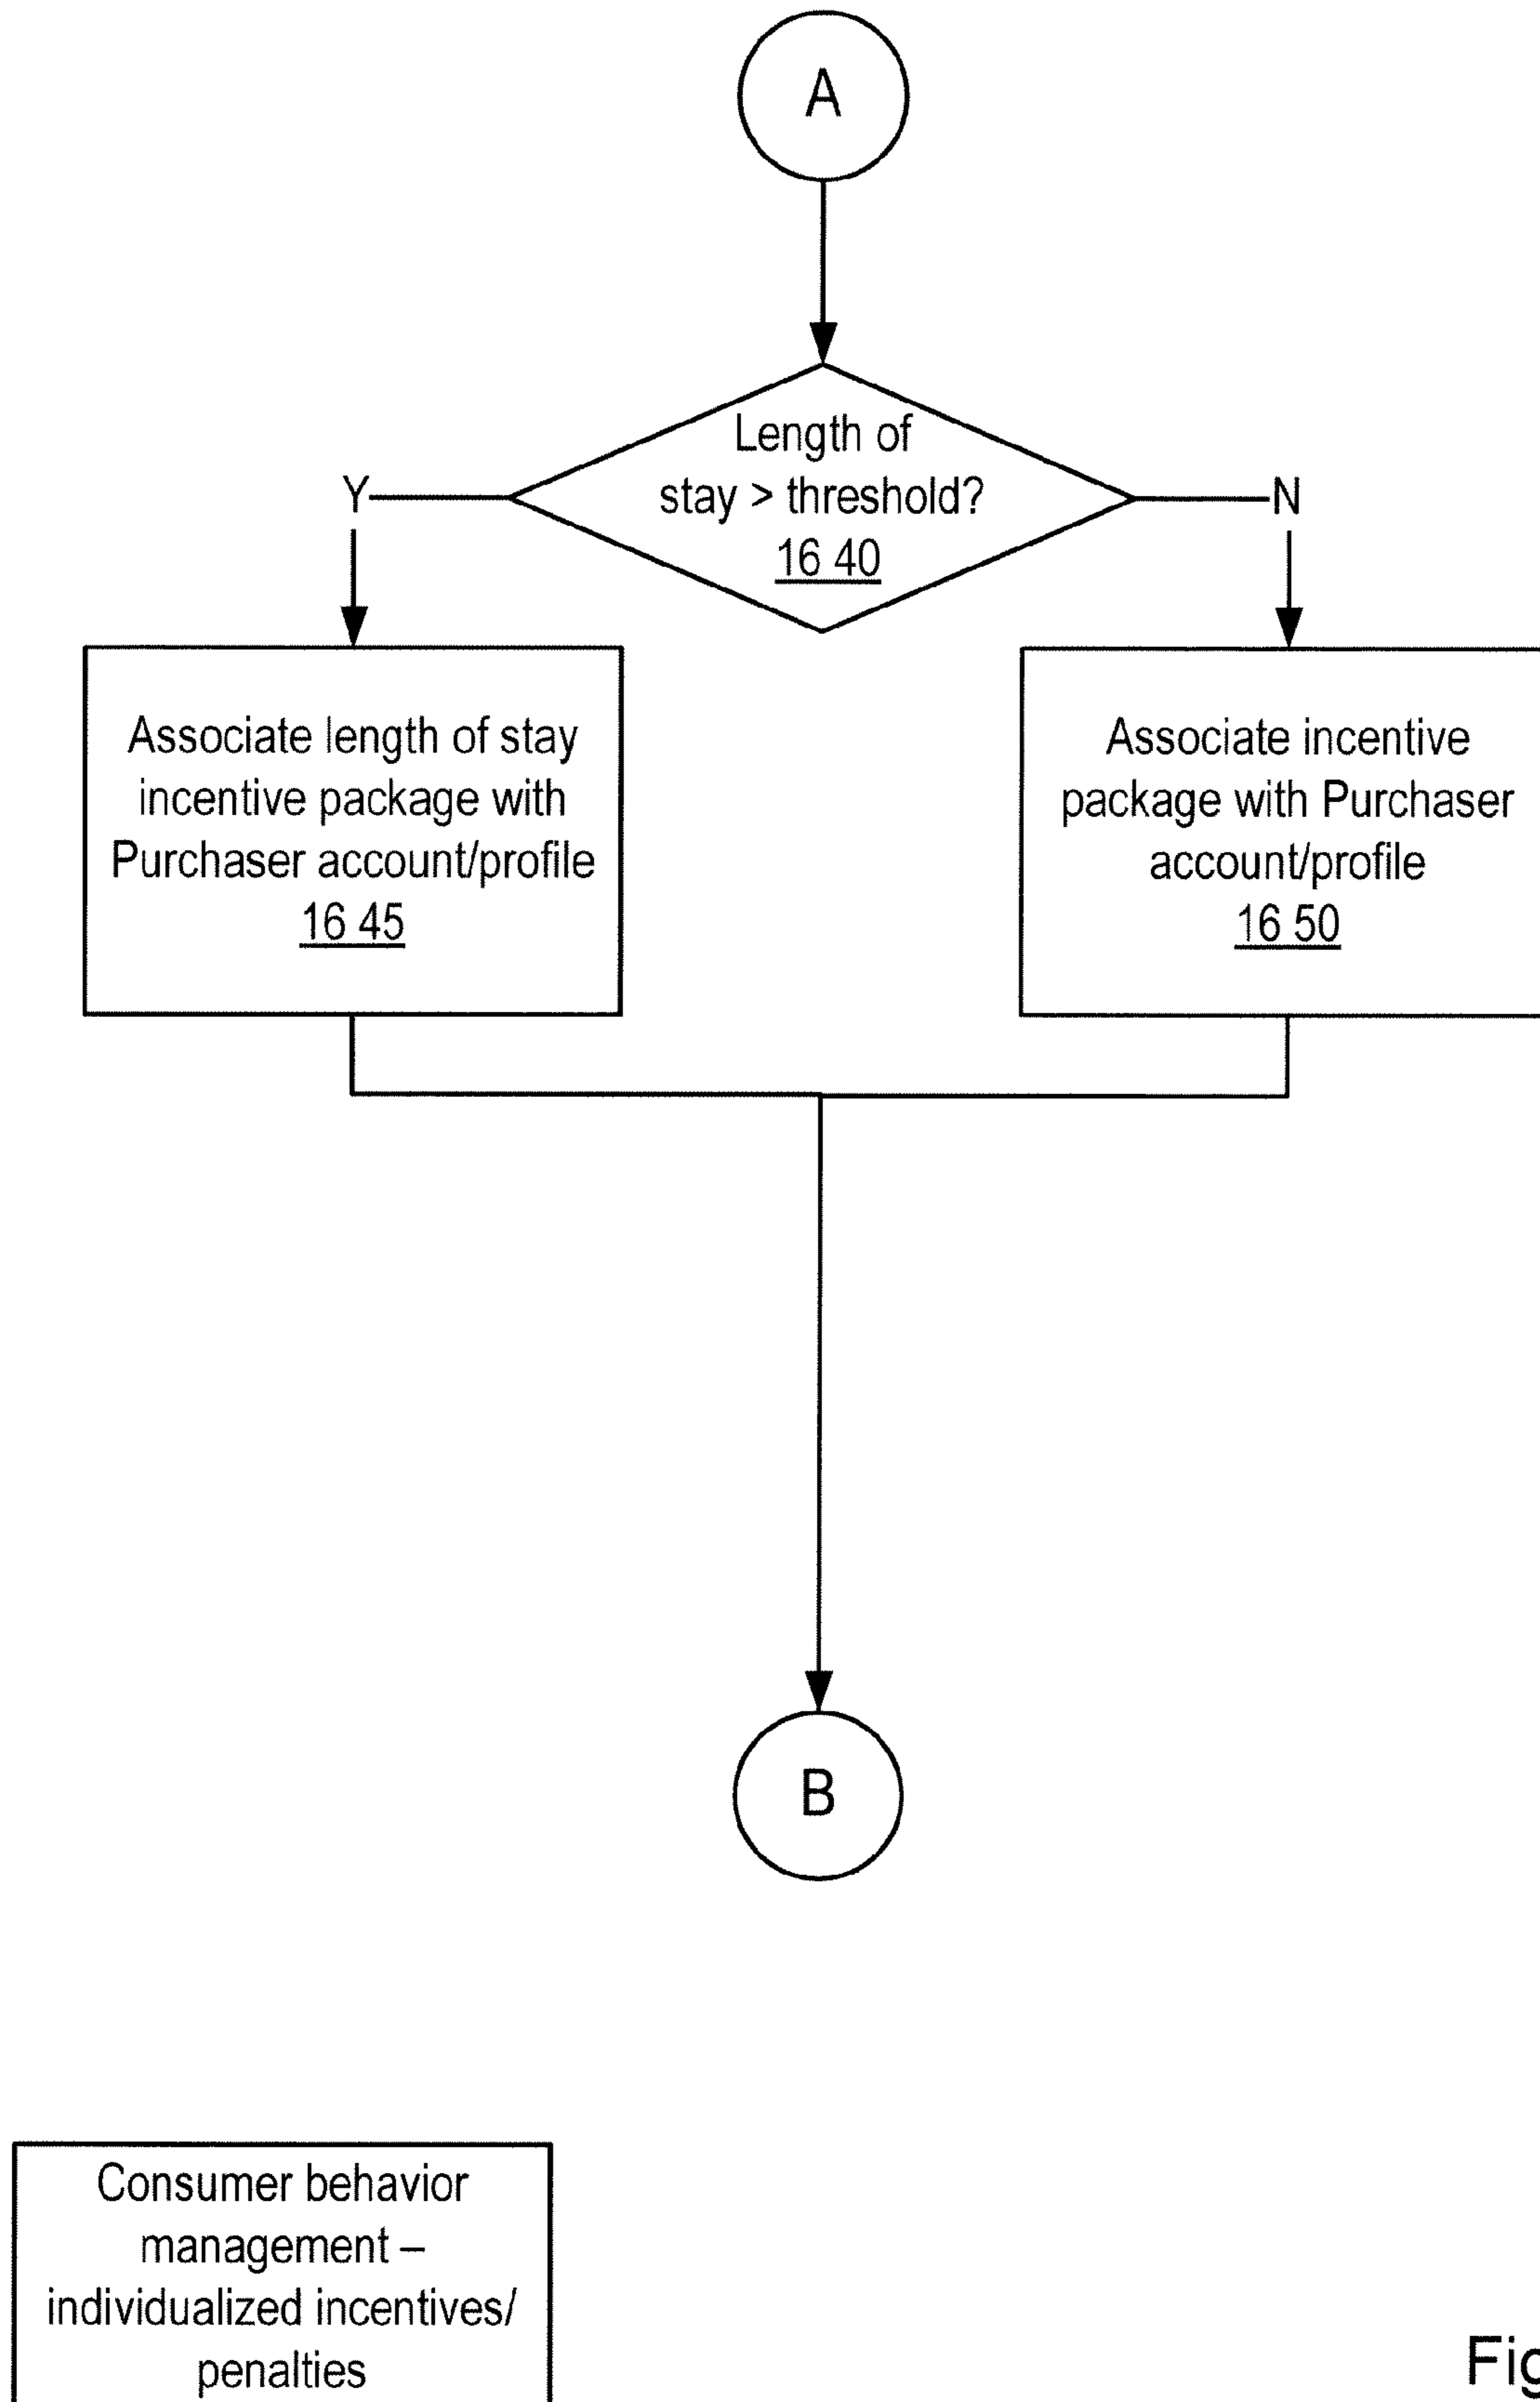 A
Length of
stay > threshold?
16 40
Y
N
Associate length of stay
incentive package with
Purchaser account/profile
16 45
Associate incentive
package with Purchaser
account/profile
16 50
B
Consumer behavior
management –
individualized incentives/
penalties
Fig